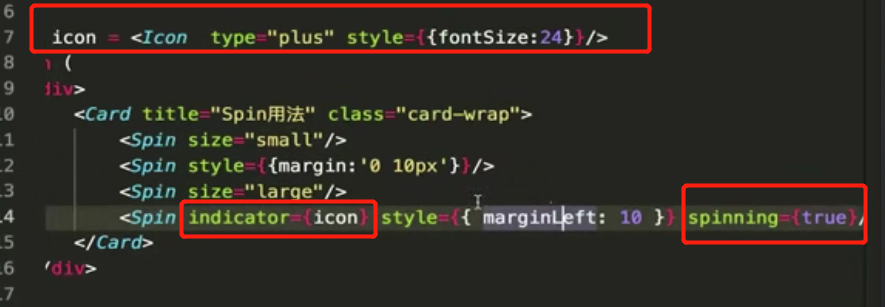 6
7 icon = <Icon  type="plus" style={{fontSize:24}}/>
8 (
9 div>
10 <Card title="Spin用法" class="card-wrap">
11 <Spin size="small"/>
12 <Spin style={{margin:'0 10px'}}/>
13 <Spin size="large"/>
14 <Spin indicator={icon} style={{ marginLeft: 10 }} spinning={true}/
15 </Card>
16 /div>
17